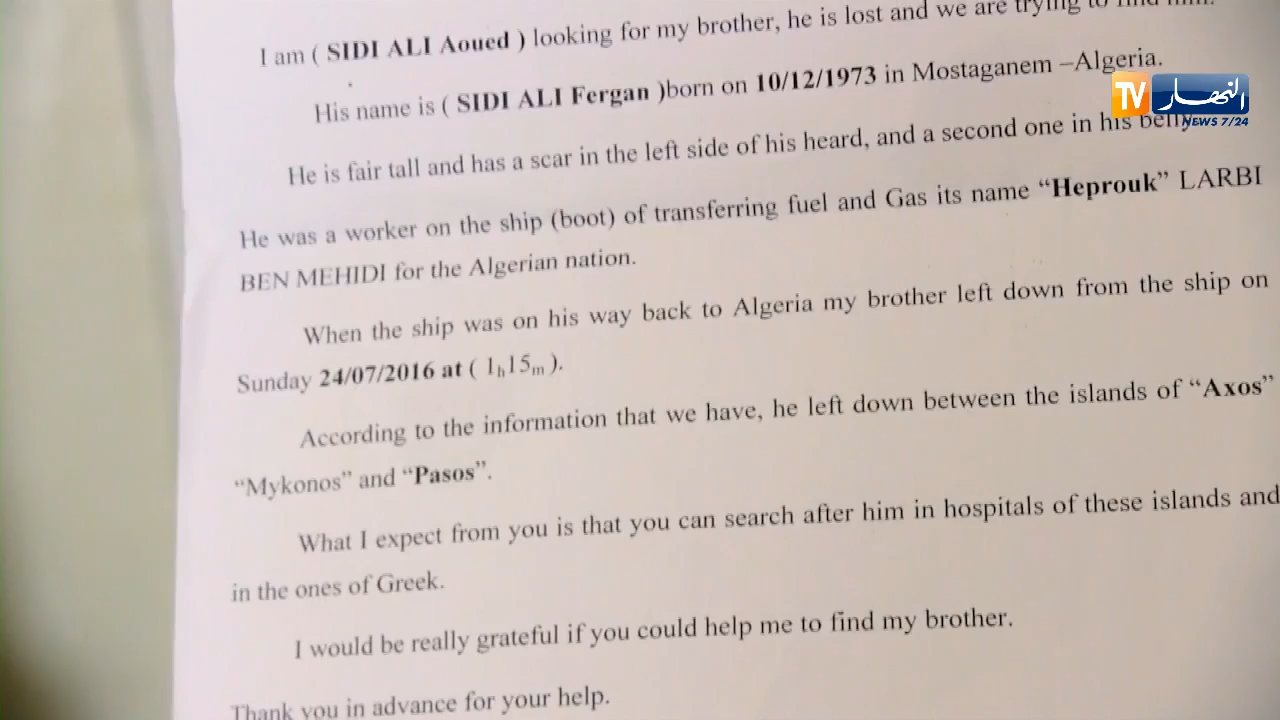 I am ( SIDI ALI Aoued ) looking for my brother, he is lost and we are trying to find him.
His name is ( SIDI ALI Fergan )born on 10/12/1973 in Mostaganem –Algeria.
TV النهار
NEWS 7/24
He is fair tall and has a scar in the left side of his heard, and a second one in his belly
He was a worker on the ship (boot) of transferring fuel and Gas its name “Heprouk” LARBI
BEN MEHIDI for the Algerian nation.
When the ship was on his way back to Algeria my brother left down from the ship on
Sunday 24/07/2016 at ( 1h15m ).
According to the information that we have, he left down between the islands of “Axos”
“Mykonos” and “Pasos”.
What I expect from you is that you can search after him in hospitals of these islands and
in the ones of Greek.
I would be really grateful if you could help me to find my brother.
Thank you in advance for your help.